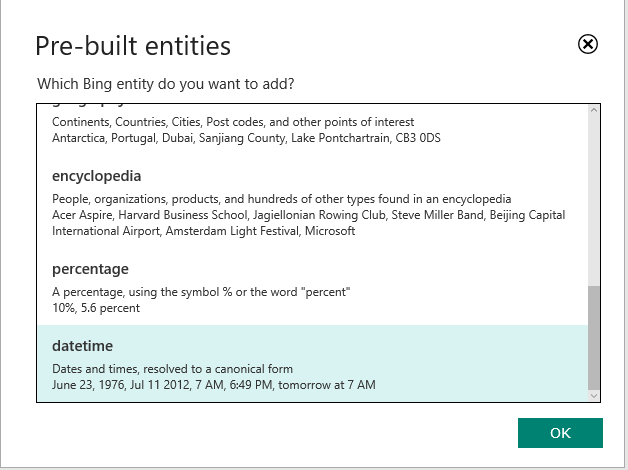 Pre-built entities
Which Bing entity do you want to add?
Continents, Countries, Cities, Post codes, and other points of interest
Antarctica, Portugal, Dubai, Sanjiang County, Lake Pontchartrain, CB3 0DS
encyclopedia
People, organizations, products, and hundreds of other types found in an encyclopedia
Acer Aspire, Harvard Business School, Jagiellonian Rowing Club, Steve Miller Band, Beijing Capital
International Airport, Amsterdam Light Festival, Microsoft
percentage
A percentage, using the symbol % or the word "percent"
10%, 5.6 percent
datetime
Dates and times, resolved to a canonical form
June 23, 1976, Jul 11 2012, 7 AM, 6:49 PM, tomorrow at 7 AM
OK